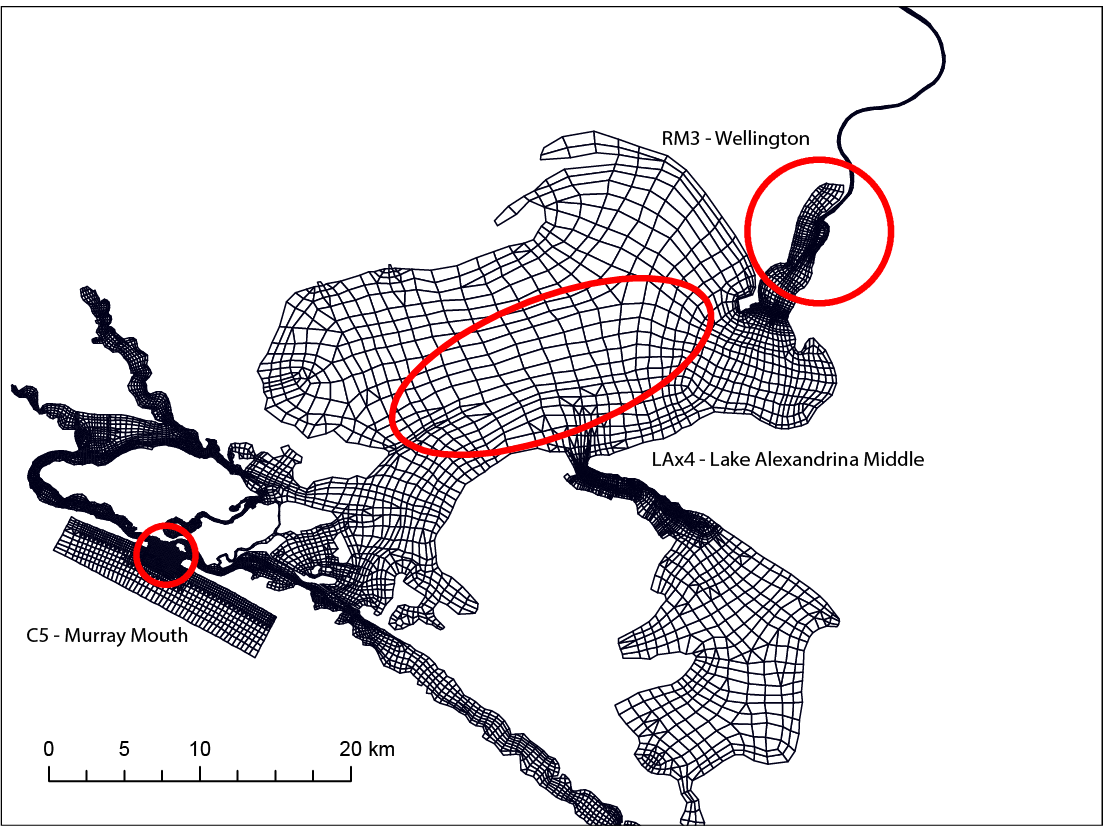 RM3 - Wellington
LAx4 - Lake Alexandrina Middle
C5 - Murray Mouth
0 5 10 20 km